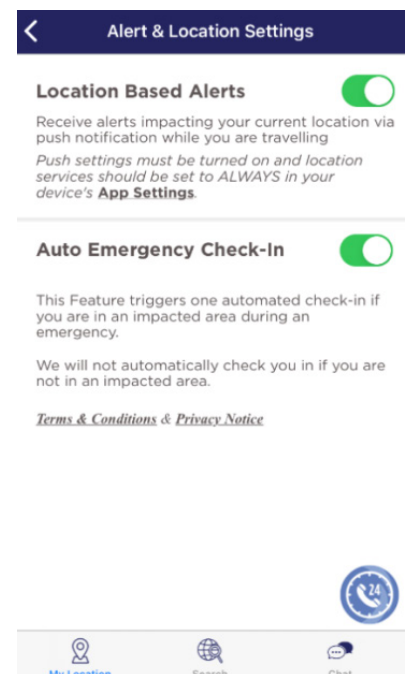 Alert & Location Settings
Location Based Alerts
Receive alerts impacting your current location via
push notification while you are travelling
Push settings must be turned on and location
services should be set to ALWAYS in your
device's App Settings.
Auto Emergency Check-In
This Feature triggers one automated check-in if
you are in an impacted area during an
emergency.
We will not automatically check you in if you are
not in an impacted area.
Terms & Conditions & Privacy Notice
24
My Location Search Chat